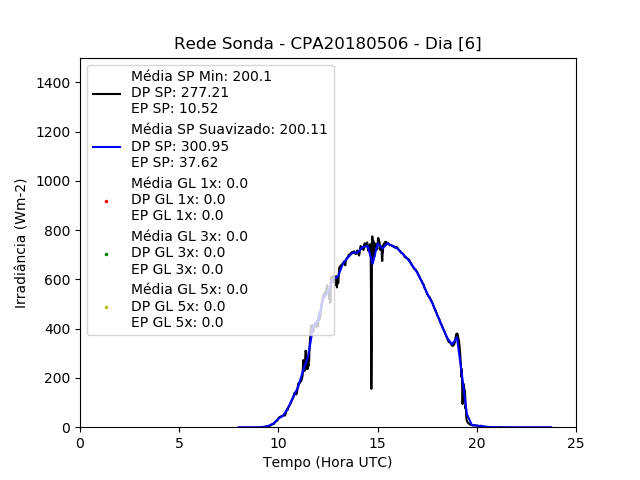 Rede Sonda - CPA20180506 - Dia [6]
Média SP Min: 200.1
DP SP: 277.21
EP SP: 10.52
Média SP Suavizado: 200.11
DP SP: 300.95
EP SP: 37.62
Média GL 1x: 0.0
DP GL 1x: 0.0
EP GL 1x: 0.0
Média GL 3x: 0.0
DP GL 3x: 0.0
EP GL 3x: 0.0
Média GL 5x: 0.0
DP GL 5x: 0.0
EP GL 5x: 0.0
Irradiância (Wm-2)
1400
1200
1000
800
600
400
200
0
0 5 10 15 20 25
Tempo (Hora UTC)